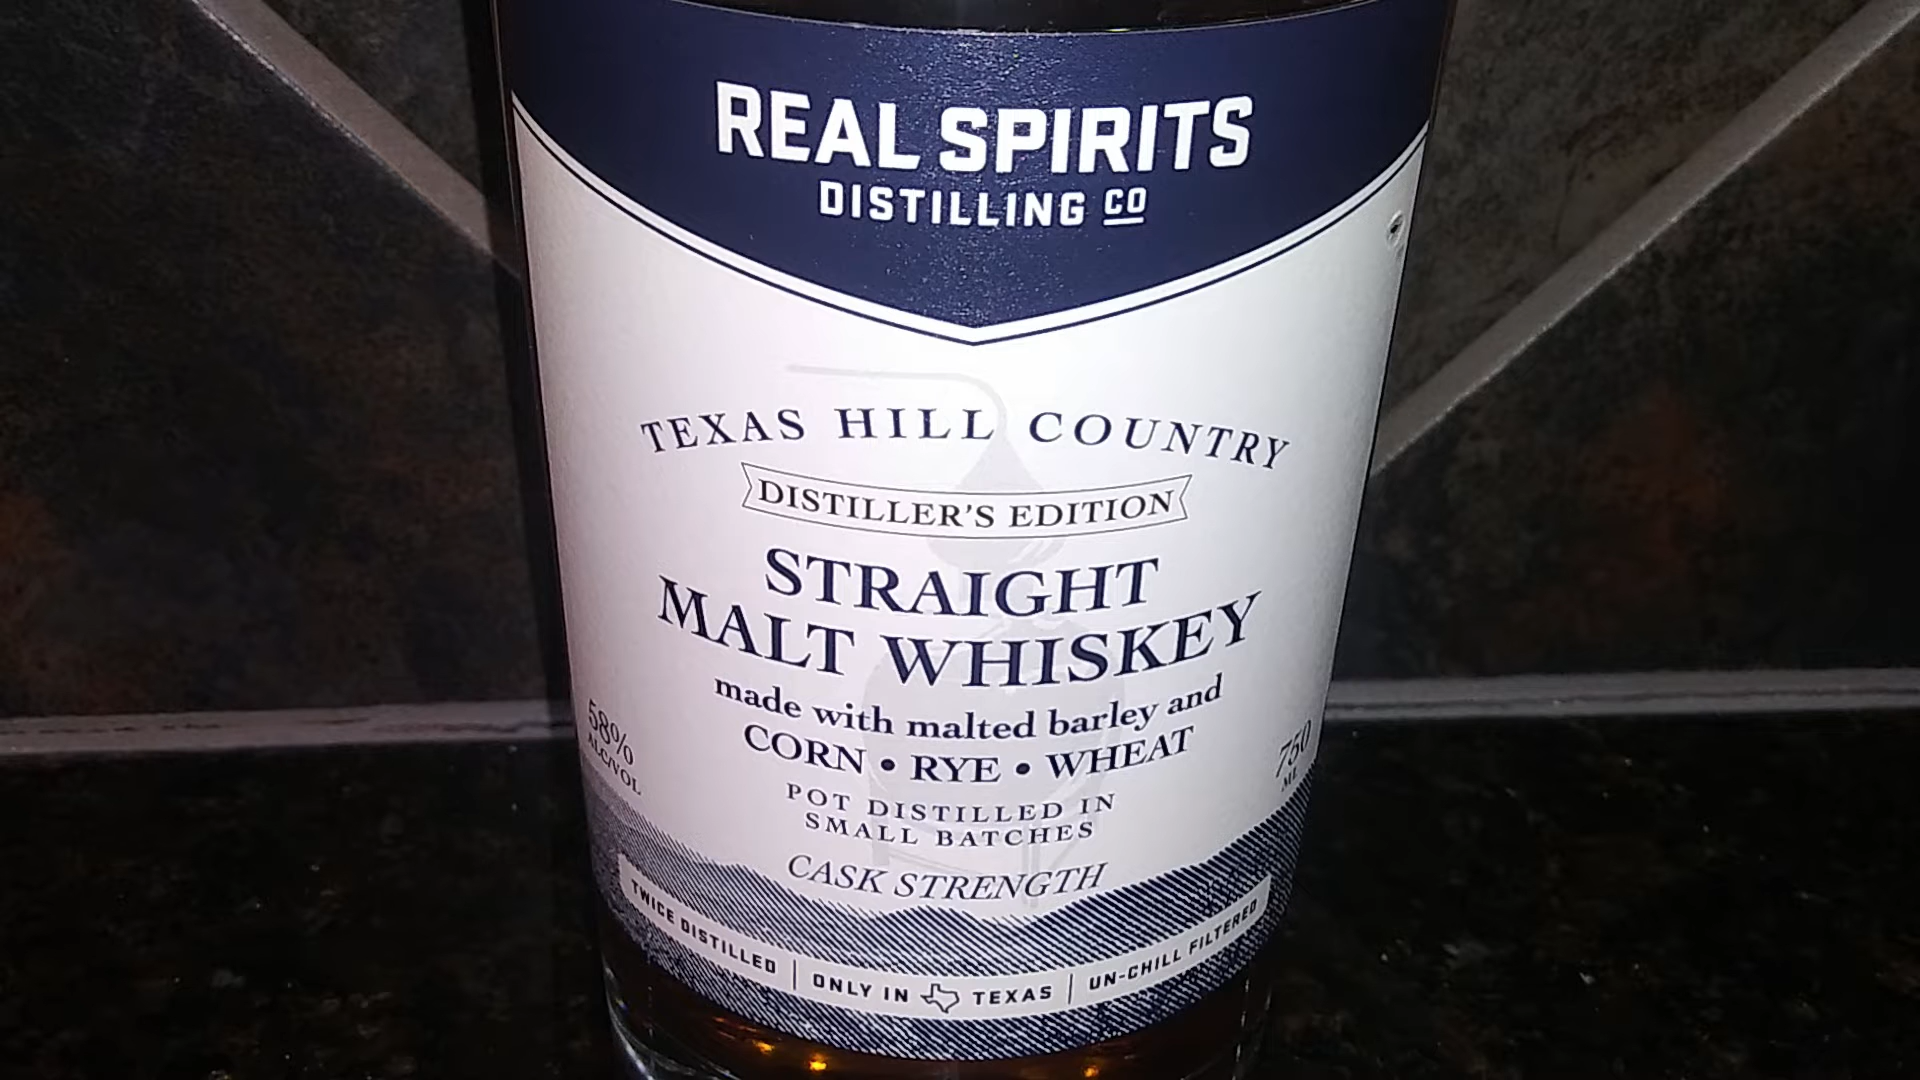 REAL SPIRITS
DISTILLING CO
TEXAS HILL COUNTRY
DISTILLER'S EDITION
STRAIGHT
MALT WHISKEY
made with malted barley and
CORN • RYE • WHEAT
58%
ALC/VOL
750
ML
POT DISTILLED IN
SMALL BATCHES
CASK STRENGTH
TWICE DISTILLED | ONLY IN TEXAS | UN-CHILL FILTERED